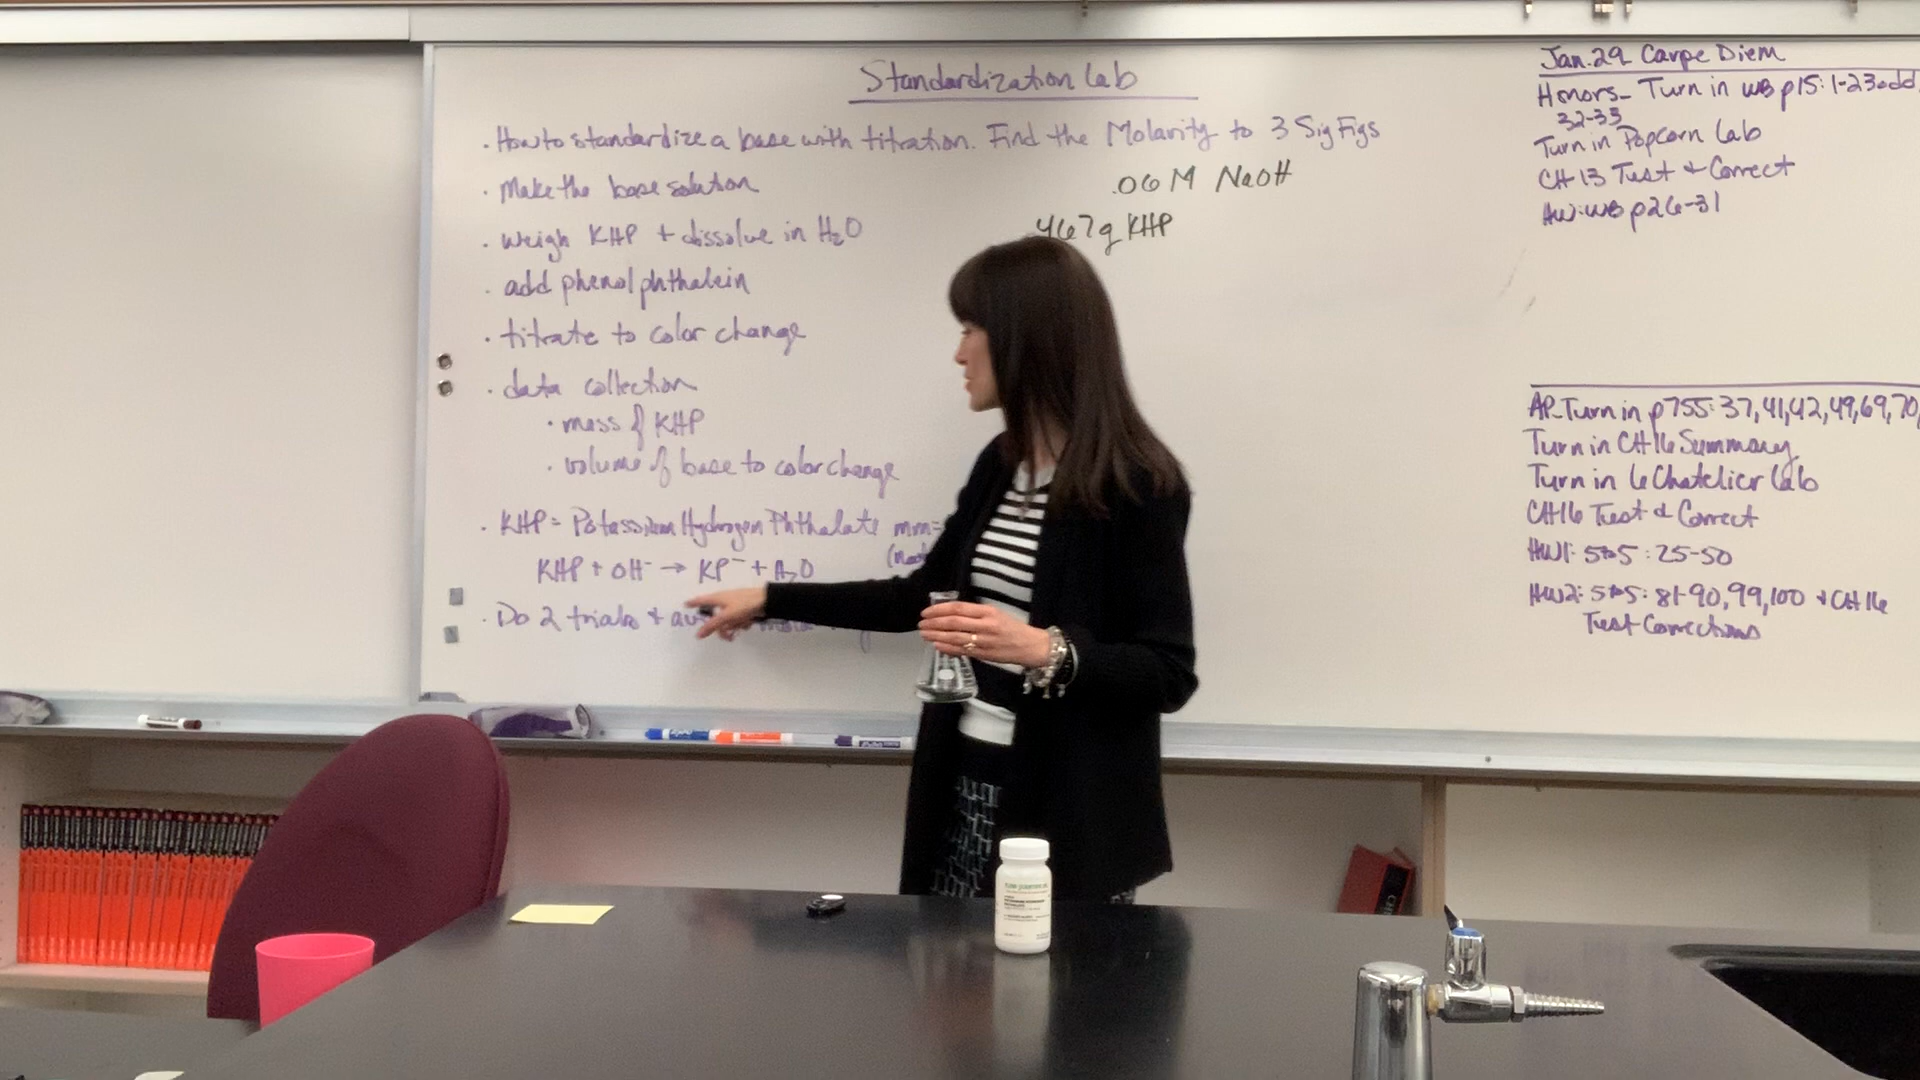 Standardization Lab
· How to standardize a base with titration. Find the Molarity to 3 Sig Figs
· Make the base solution
.06 M NaOH
· weigh KHP + dissolve in H2O
.467g KHP
· add phenolphthalein
· titrate to color change
· data collection
· mass of KHP
· volume of base to color change
· KHP = Potassium Hydrogen Phthalate mm=
KHP + OH⁻ → KP⁻ + H2O
· Do 2 trials +
Jan. 29 Carpe Diem
Honors - Turn in WB p15: 1-23odd,
32-33
Turn in Popcorn Lab
CH 13 Test + Correct
HW: WB p26-31
AP- Turn in p755: 37,41,42,49,69,70,
Turn in CH16 Summary
Turn in LeChatelier Lab
CH16 Test + Correct
HW1: 5to5: 25-50
HW2: 5to5: 81-90,99,100 + CH16
Test Corrections